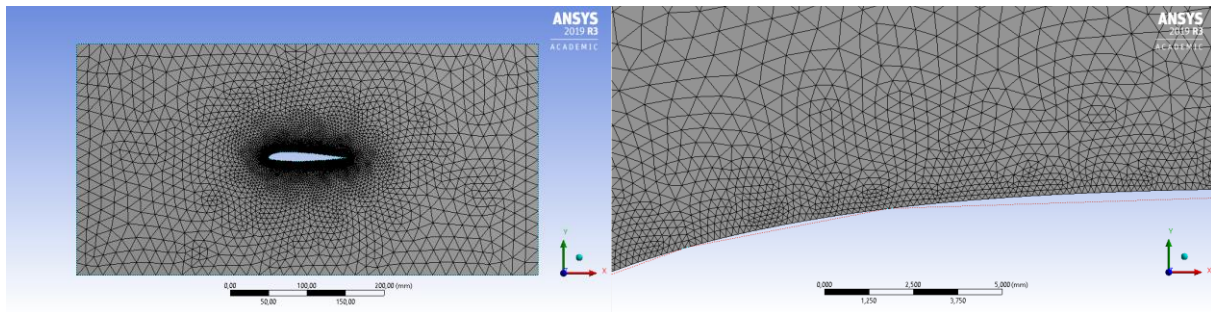 ANSYS
2019 R3
ACADEMIC
Y
X
0,00
100,00
200,00 (mm)
50,00
150,00
ANSYS
2019 R3
ACADEMIC
Y
X
0,000
2,500
5,000 (mm)
1,250
3,750